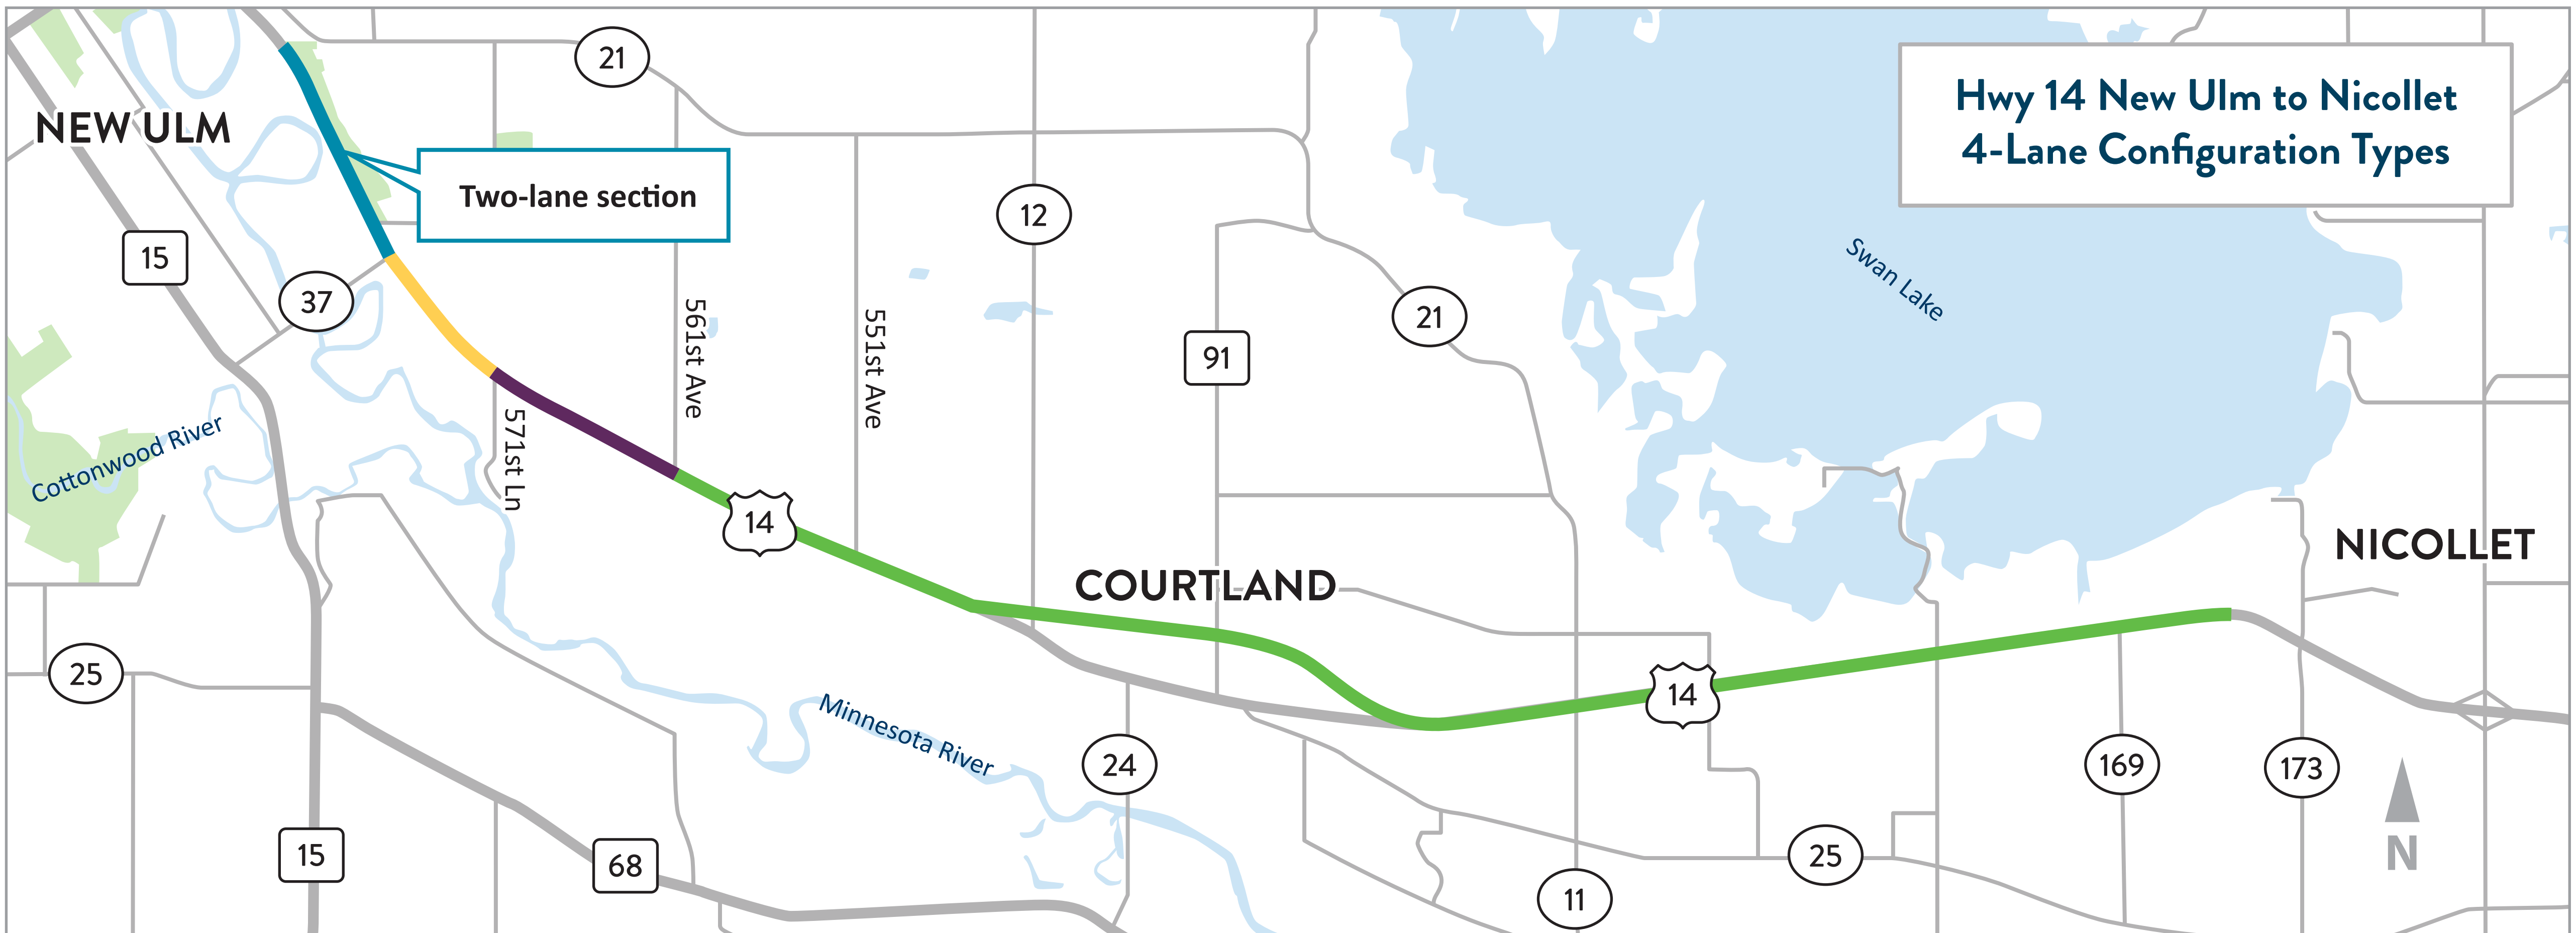 Hwy 14 New Ulm to Nicollet
4-Lane Configuration Types
21
NEW ULM
Two-lane section
12
15
37
561st Ave
551st Ave
91
21
Swan Lake
Cottonwood River
571st Ln
14
COURTLAND
NICOLLET
25
14
Minnesota River
24
169
173
15
68
25
11
N